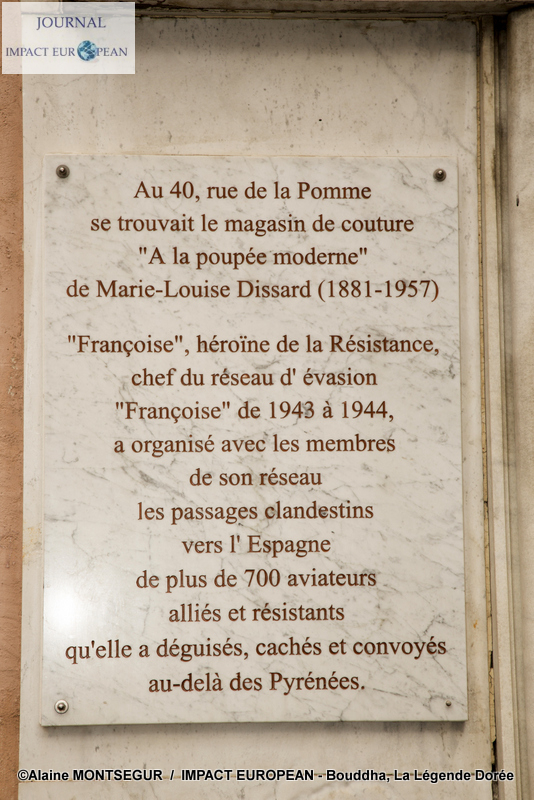 JOURNAL
IMPACT EUR PEAN
Au 40, rue de la Pomme
se trouvait le magasin de couture
"A la poupée moderne"
de Marie-Louise Dissard (1881-1957)
"Françoise", héroïne de la Résistance,
chef du réseau d' évasion
"Françoise" de 1943 à 1944,
a organisé avec les membres
de son réseau
les passages clandestins
vers l' Espagne
de plus de 700 aviateurs
alliés et résistants
qu'elle a déguisés, cachés et convoyés
au-delà des Pyrénées.
©Alaine MONTSEGUR / IMPACT EUROPEAN - Bouddha, La Légende Dorée